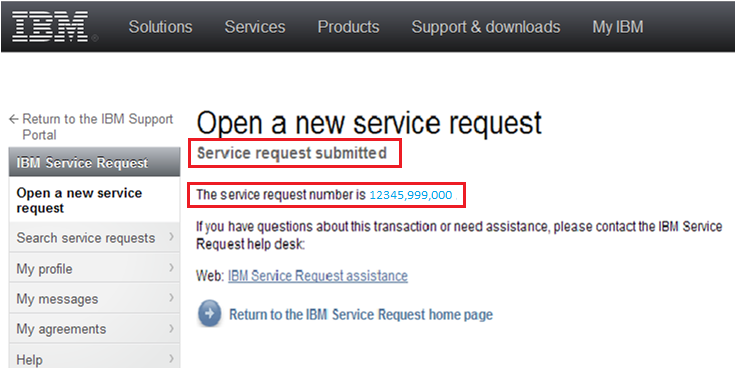 IBM
Solutions Services Products Support & downloads My IBM
Return to the IBM Support
Portal
IBM Service Request
Open a new service
request
Search service requests
My profile
My messages
My agreements
Help
Open a new service request
Service request submitted
The service request number is 12345,999,000
If you have questions about this transaction or need assistance, please contact the IBM Service
Request help desk:
Web: IBM Service Request assistance
Return to the IBM Service Request home page